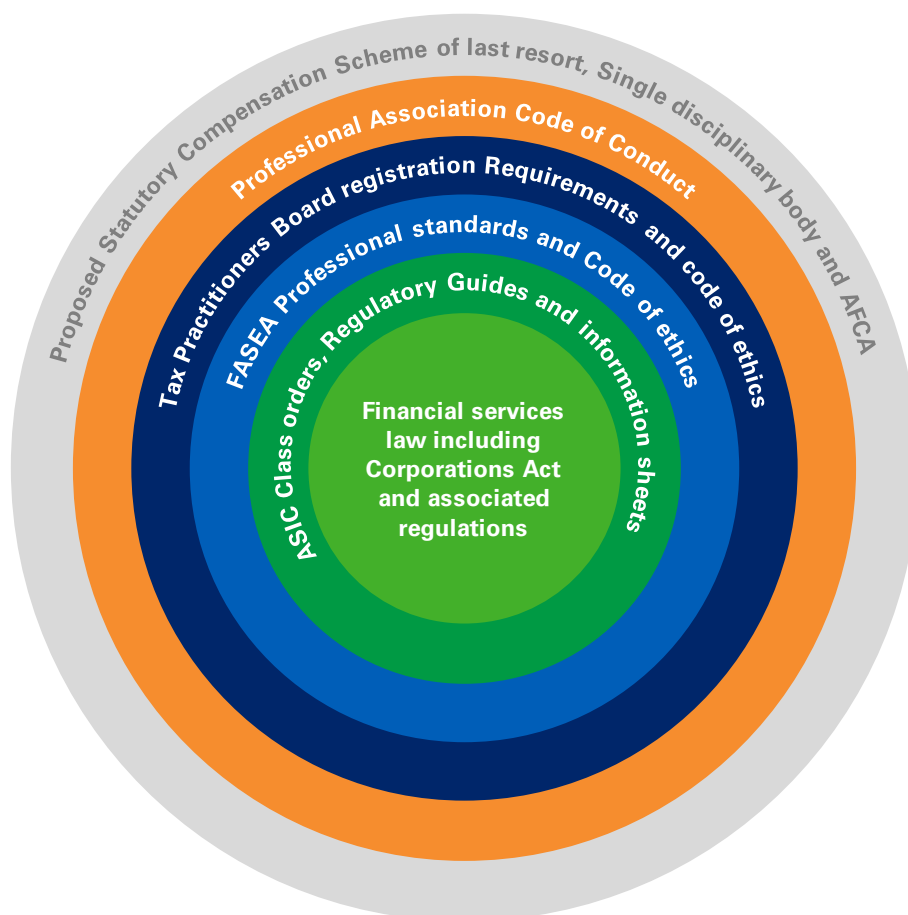 Proposed Statutory Compensation Scheme of last resort, Single disciplinary body and AFCA
Professional Association Code of Conduct
Tax Practitioners Board registration Requirements and code of ethics
FASEA Professional standards and Code of ethics
ASIC Class orders, Regulatory Guides and information sheets
Financial services
law including
Corporations Act
and associated
regulations